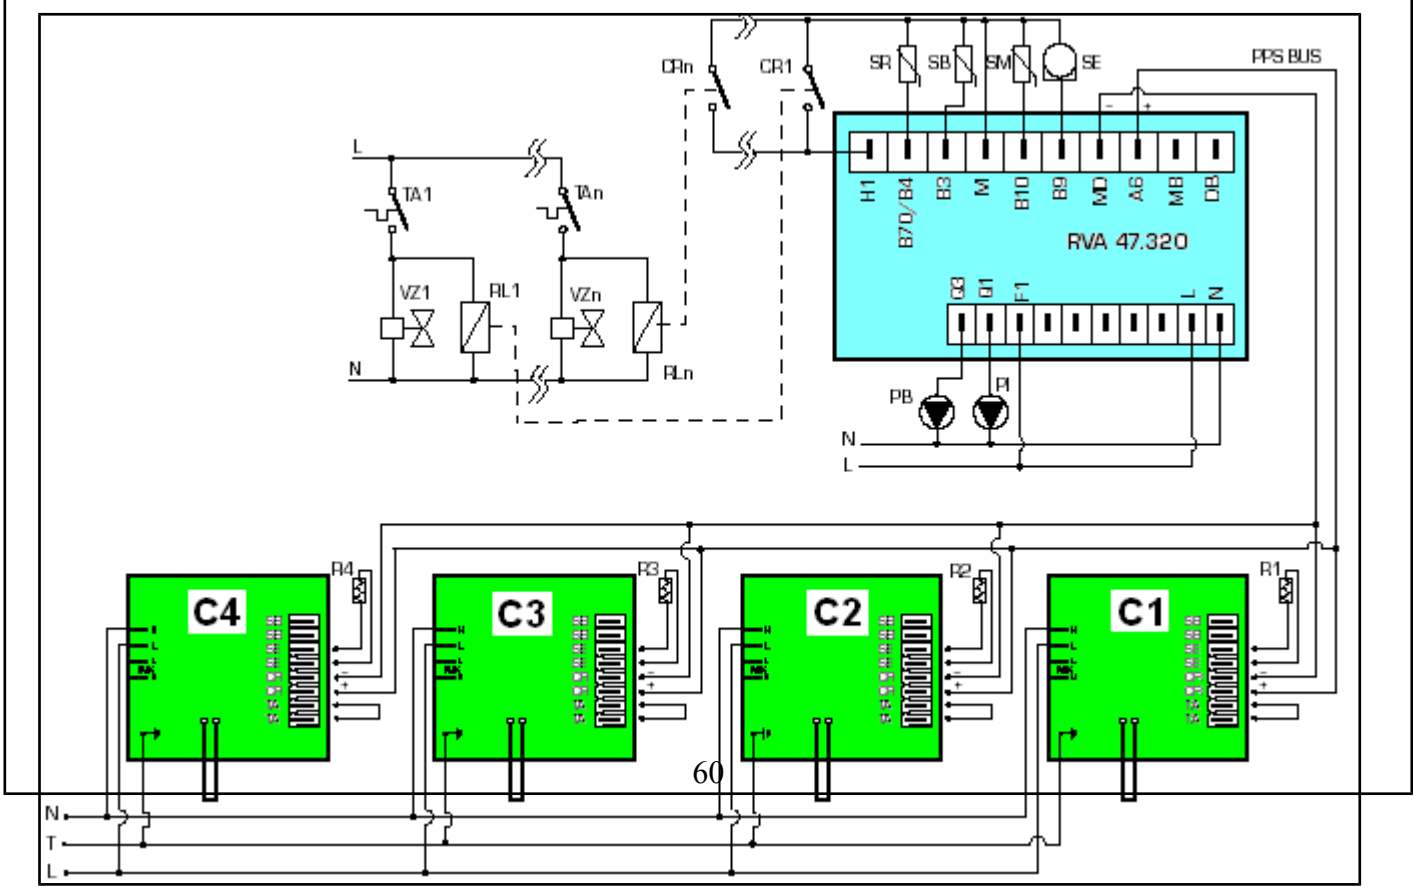 CRn CR1 SR SB SM SE PPS BUS
- +
L
TA1 TAn
H1 B70/B4 B3 M B10 B9 MD A6 MB DB
RVA 47.320
VZ1 RL1 VZn RLn
Q3 Q1 F1 L N
N
PB PI
N
L
R4 R3 R2 R1
C4 C3 C2 C1
N N N
L L L L
- - - -
+ + + +
60
N
T
L